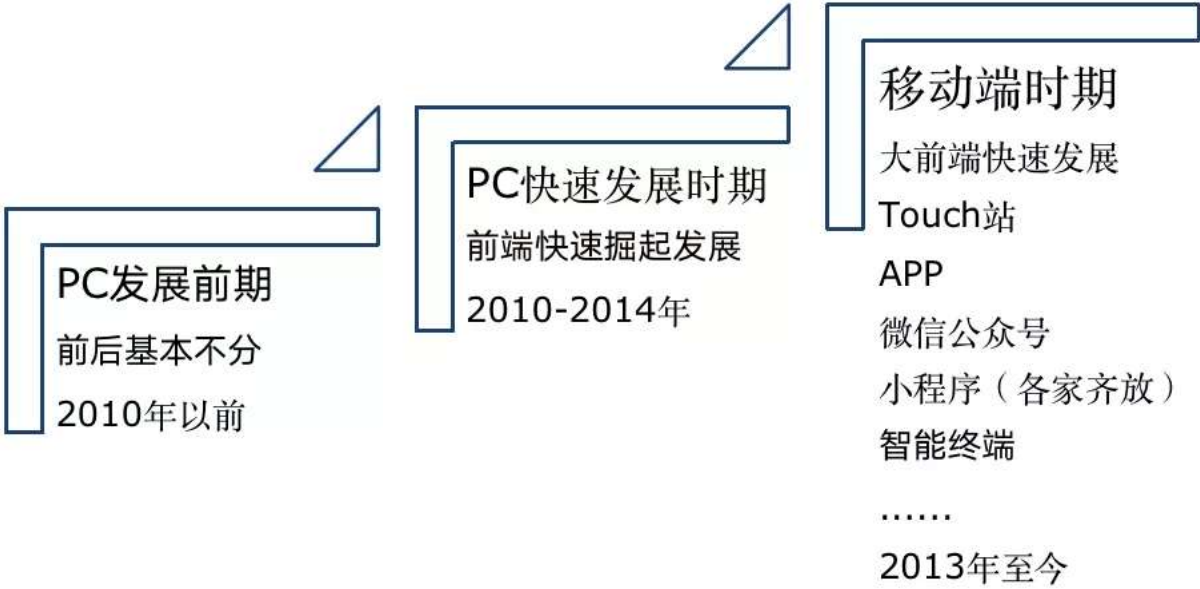 PC发展前期
前后基本不分
2010年以前
PC快速发展时期
前端快速掘起发展
2010-2014年
移动端时期
大前端快速发展
Touch站
APP
微信公众号
小程序（各家齐放）
智能终端
......
2013年至今